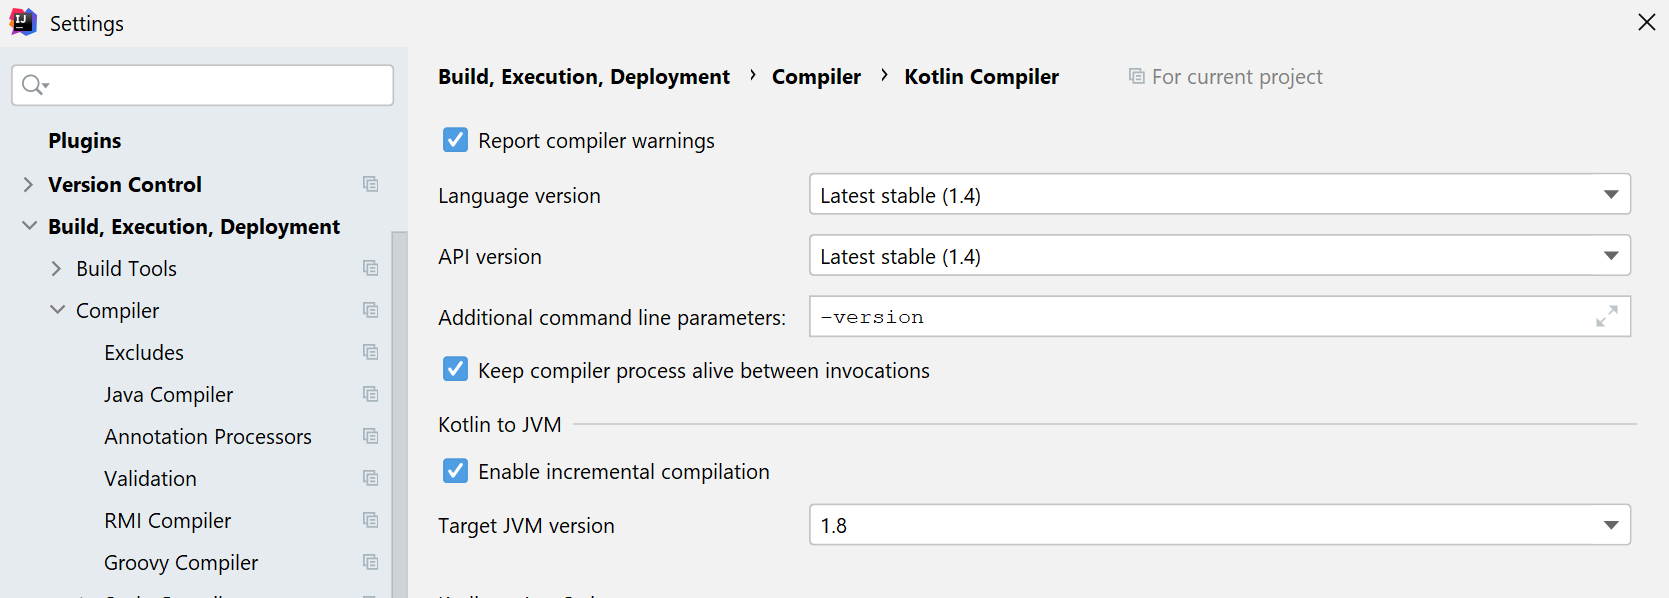 IJ
Settings
Plugins
Version Control
Build, Execution, Deployment
Build Tools
Compiler
Excludes
Java Compiler
Annotation Processors
Validation
RMI Compiler
Groovy Compiler
Build, Execution, Deployment › Compiler › Kotlin Compiler For current project
Report compiler warnings
Language version Latest stable (1.4)
API version Latest stable (1.4)
Additional command line parameters: -version
Keep compiler process alive between invocations
Kotlin to JVM
Enable incremental compilation
Target JVM version 1.8